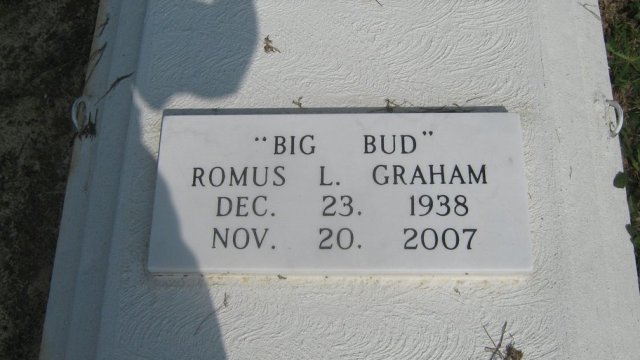 "BIG BUD"
ROMUS L. GRAHAM
DEC. 23. 1938
NOV. 20. 2007